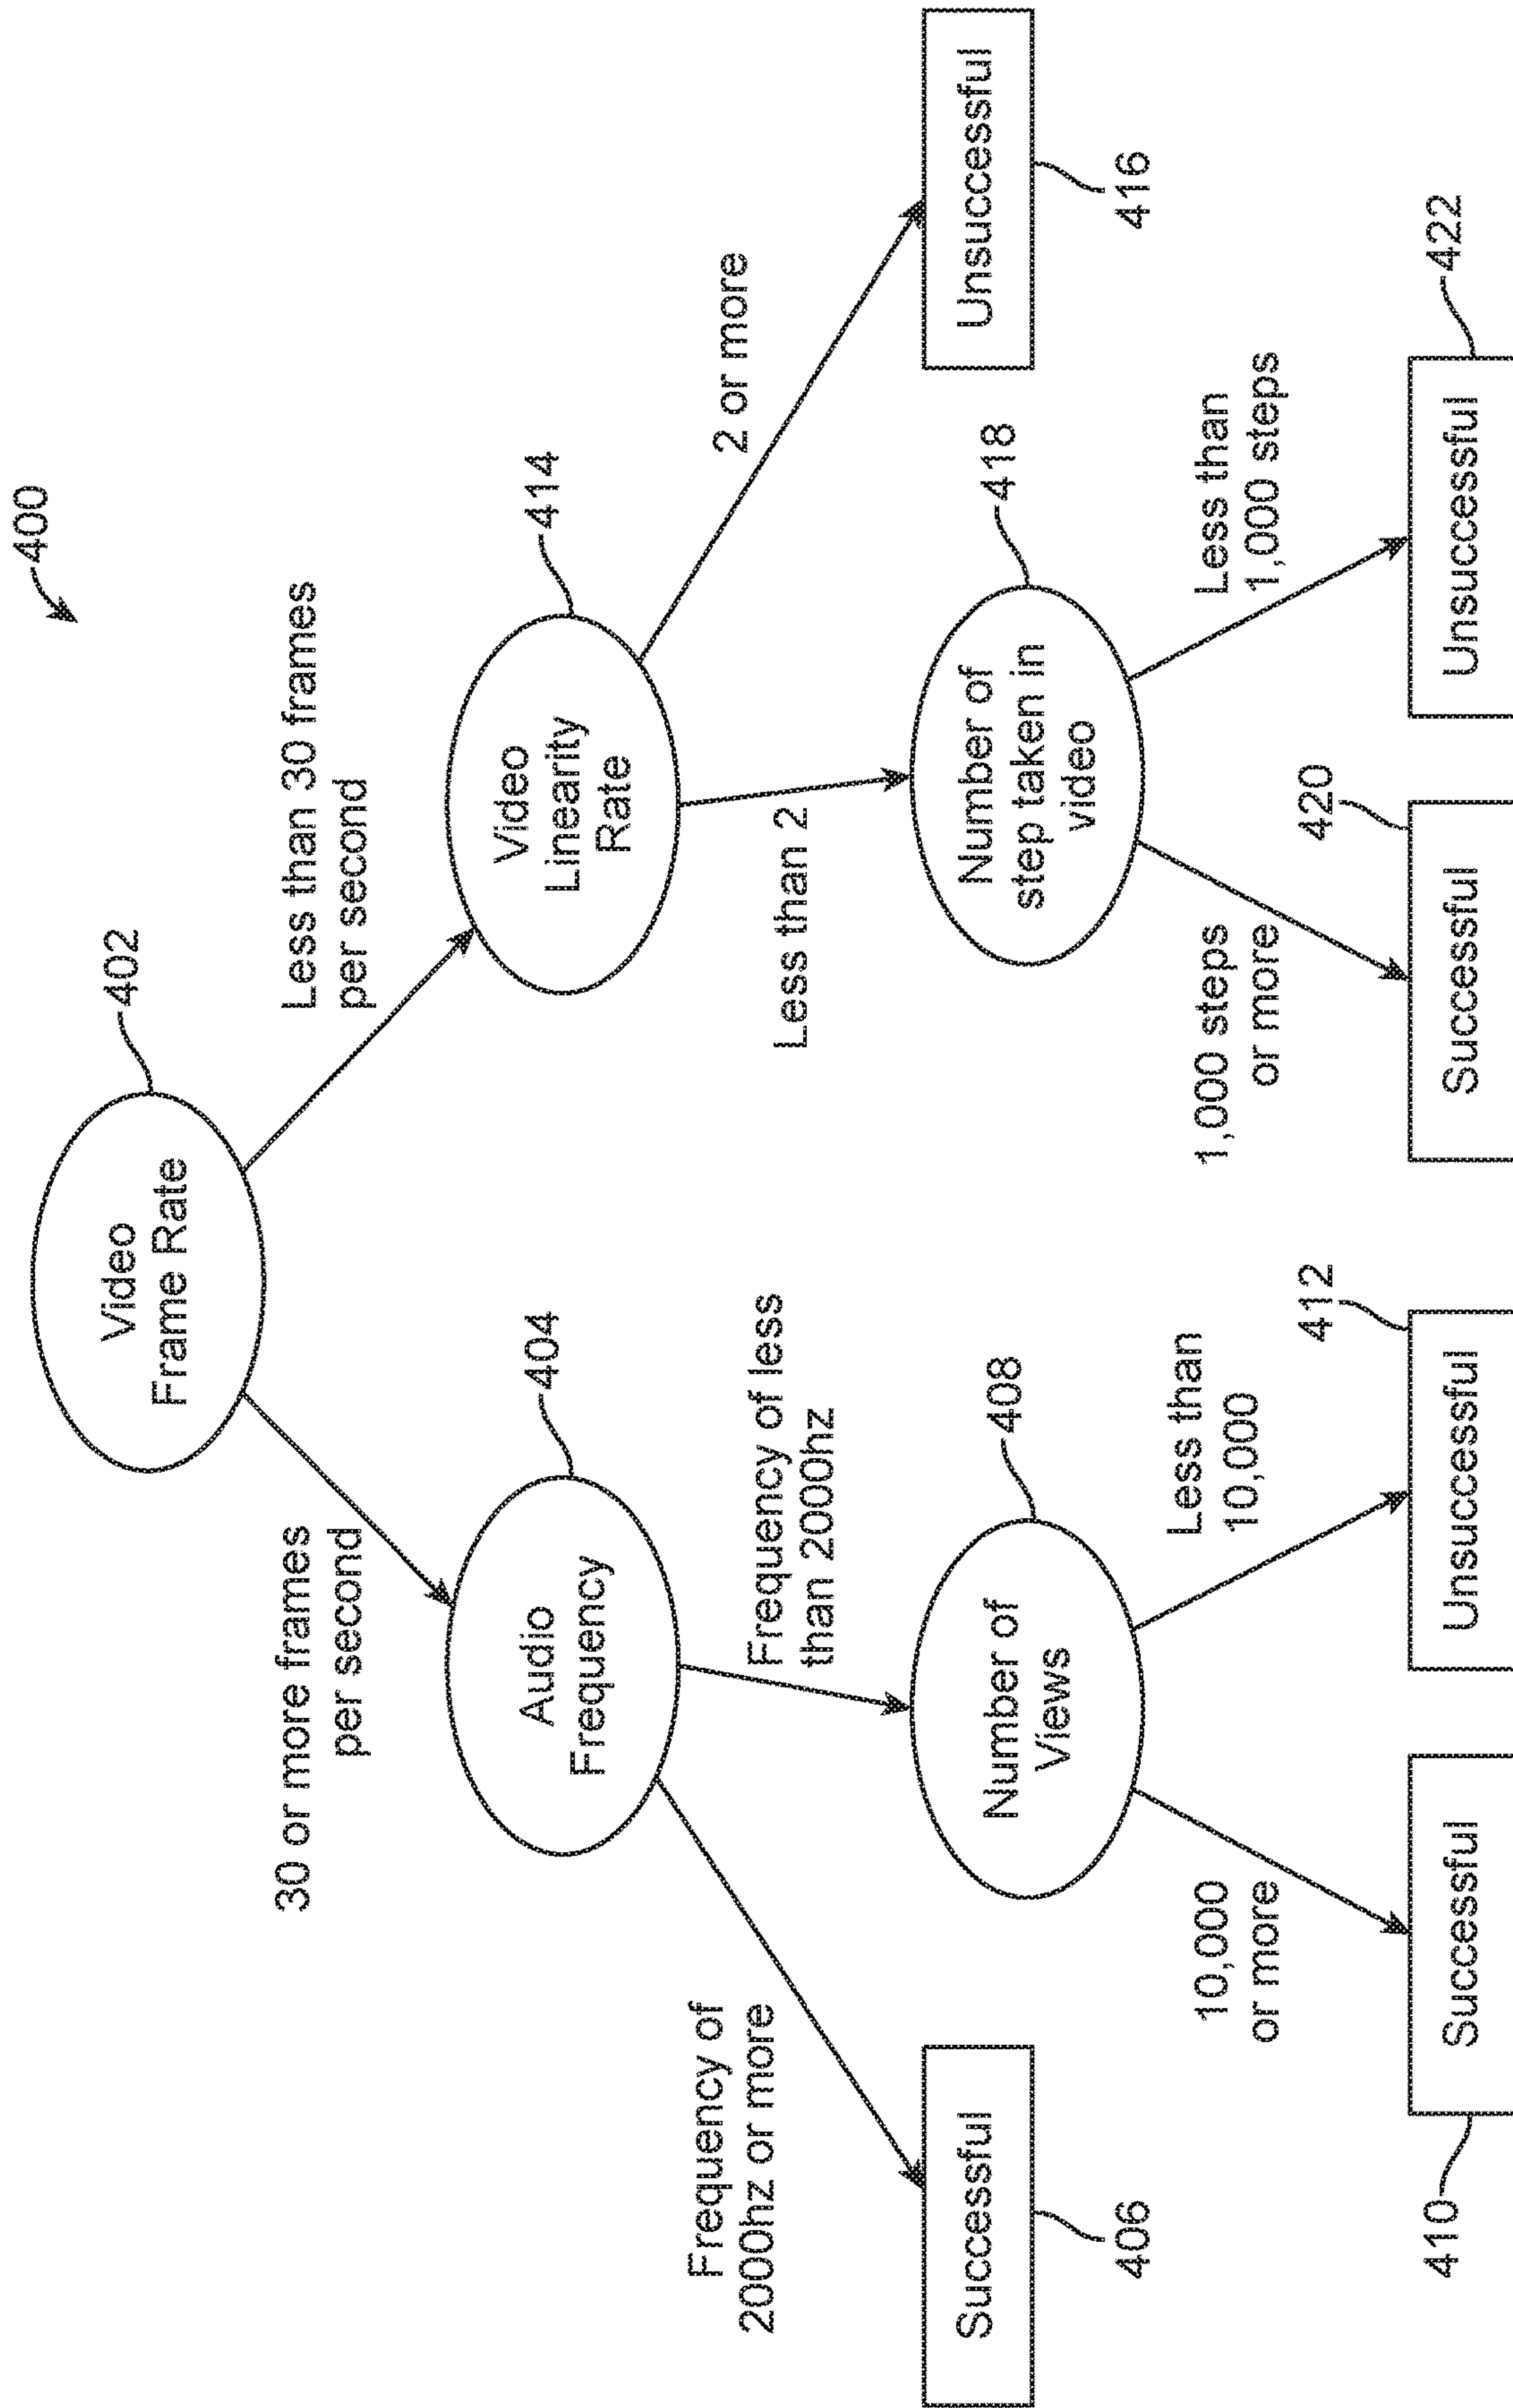 400
Video
Frame Rate
402
30 or more frames
per second
Less than 30 frames
per second
Audio
Frequency
404
Video
Linearity
Rate
414
Frequency of
2000hz or more
Frequency of less
than 2000hz
Less than 2
2 or more
Successful
406
Number of
Views
408
Number of
step taken in
video
418
Unsuccessful
416
10,000
or more
Less than
10,000
1,000 steps
or more
Less than
1,000 steps
410
Successful
Unsuccessful
412
Successful
420
Unsuccessful
422